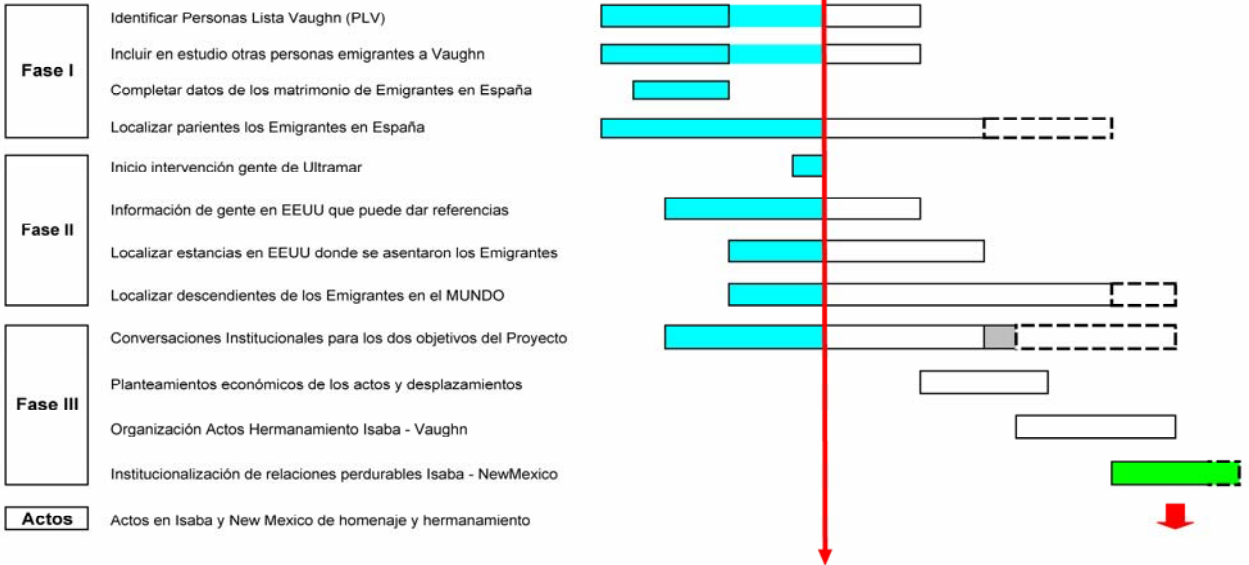 Fase I
Identificar Personas Lista Vaughn (PLV)
Incluir en estudio otras personas emigrantes a Vaughn
Completar datos de los matrimonio de Emigrantes en España
Localizar parientes los Emigrantes en España
Fase II
Inicio intervención gente de Ultramar
Información de gente en EEUU que puede dar referencias
Localizar estancias en EEUU donde se asentaron los Emigrantes
Localizar descendientes de los Emigrantes en el MUNDO
Fase III
Conversaciones Institucionales para los dos objetivos del Proyecto
Planteamientos económicos de los actos y desplazamientos
Organización Actos Hermanamiento Isaba - Vaughn
Institucionalización de relaciones perdurables Isaba - NewMexico
Actos
Actos en Isaba y New Mexico de homenaje y hermanamiento